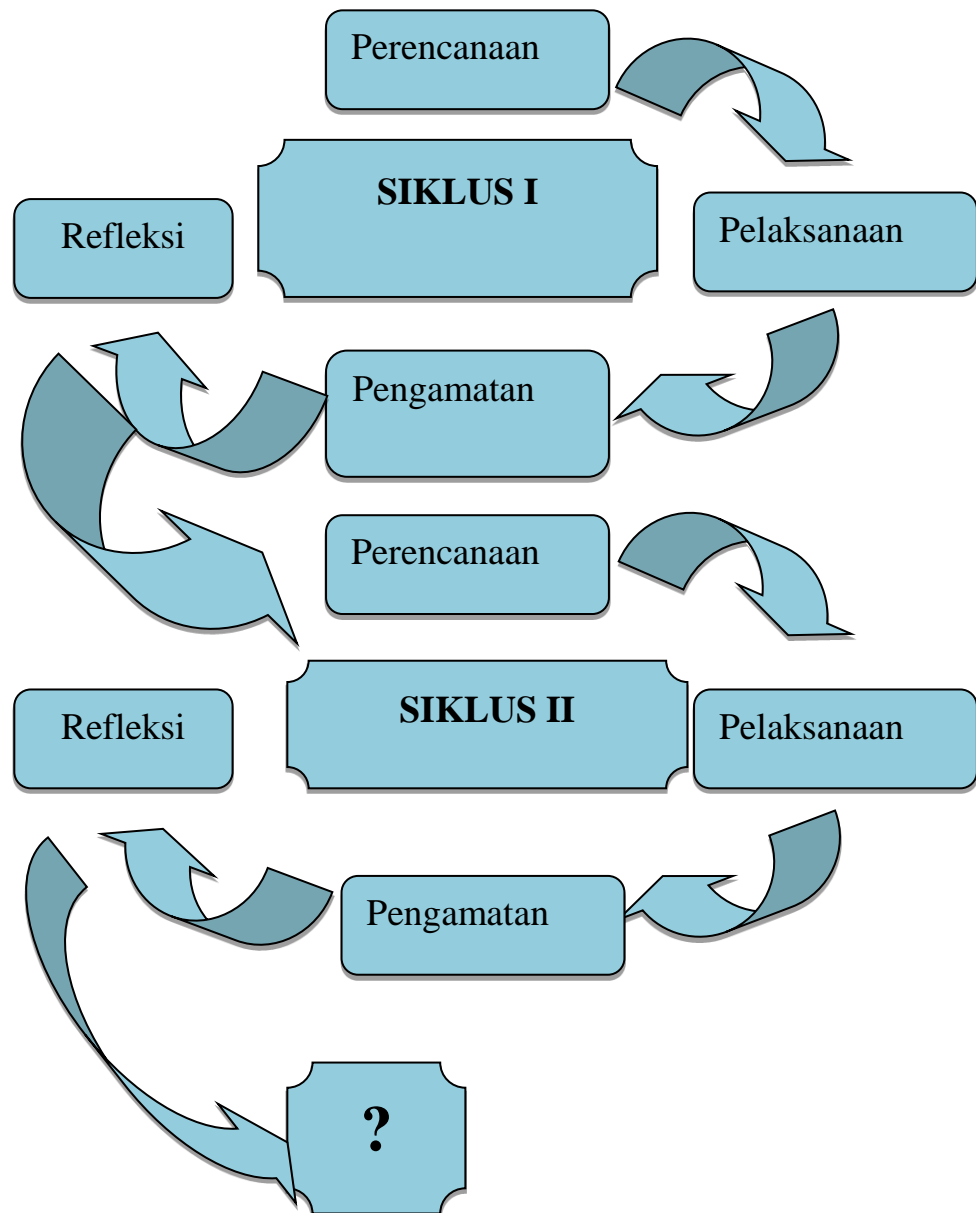 Perencanaan
SIKLUS I
Refleksi
Pelaksanaan
Pengamatan
Perencanaan
SIKLUS II
Refleksi
Pelaksanaan
Pengamatan
?